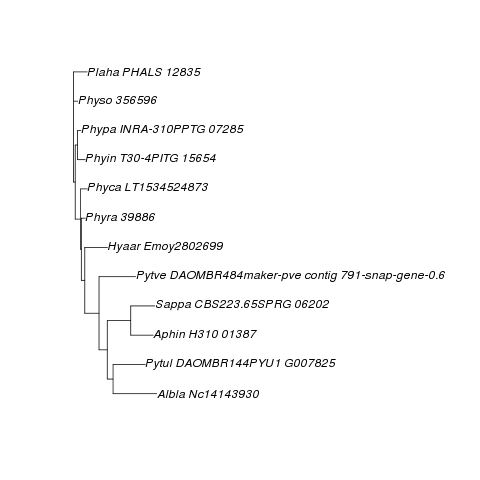 Plaha PHALS 12835
Physo 356596
Phypa INRA-310PPTG 07285
Phyin T30-4PITG 15654
Phyca LT1534524873
Phyra 39886
Hyaar Emoy2802699
Pytve DAOMBR484maker-pve contig 791-snap-gene-0.6
Sappa CBS223.65SPRG 06202
Aphin H310 01387
Pytul DAOMBR144PYU1 G007825
Albla Nc14143930